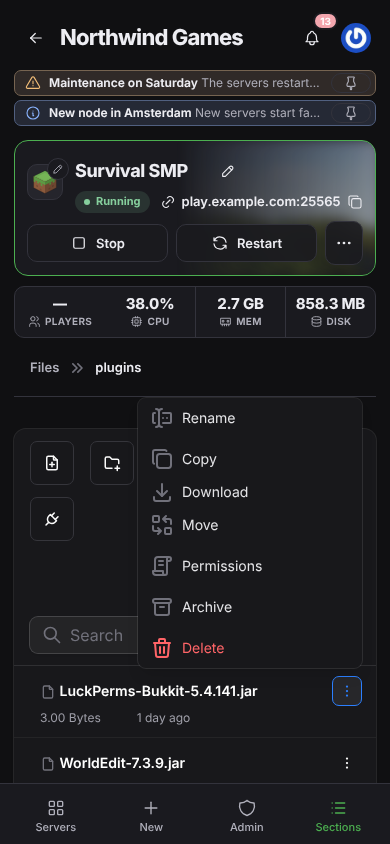 Northwind Games
13
Maintenance on Saturday The servers restart...
New node in Amsterdam New servers start fa...
Survival SMP
Running
play.example.com:25565
Stop
Restart
— 38.0% 2.7 GB 858.3 MB
PLAYERS CPU MEM DISK
Files plugins
Rename
Copy
Download
Move
Permissions
Archive
Delete
Search
LuckPerms-Bukkit-5.4.141.jar
3.00 Bytes 1 day ago
WorldEdit-7.3.9.jar
Servers New Admin Sections